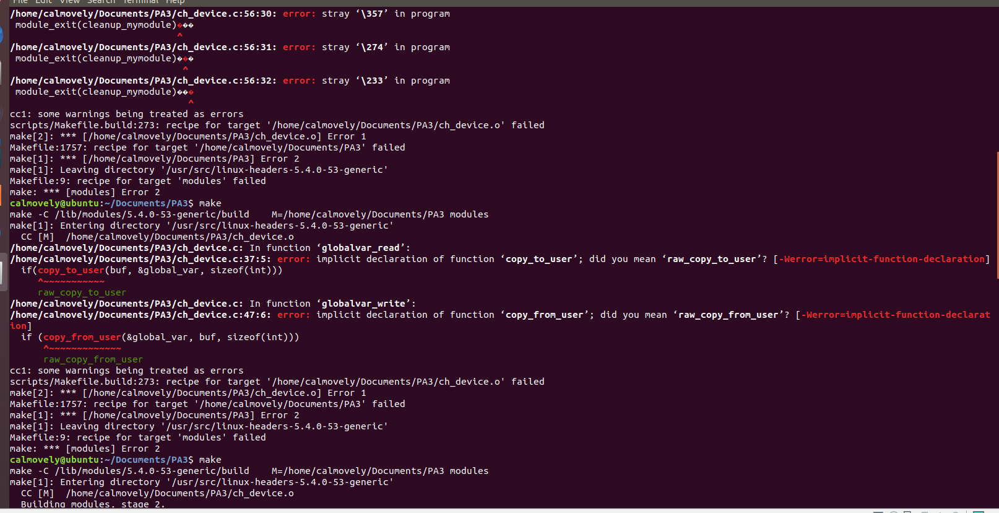 File Edit View Search Terminal Help
/home/calmovely/Documents/PA3/ch_device.c:56:30: error: stray ‘\357’ in program
module_exit(cleanup_mymodule)���
^
/home/calmovely/Documents/PA3/ch_device.c:56:31: error: stray ‘\274’ in program
module_exit(cleanup_mymodule)���
^
/home/calmovely/Documents/PA3/ch_device.c:56:32: error: stray ‘\233’ in program
module_exit(cleanup_mymodule)���
^
cc1: some warnings being treated as errors
scripts/Makefile.build:273: recipe for target '/home/calmovely/Documents/PA3/ch_device.o' failed
make[2]: *** [/home/calmovely/Documents/PA3/ch_device.o] Error 1
Makefile:1757: recipe for target '/home/calmovely/Documents/PA3' failed
make[1]: *** [/home/calmovely/Documents/PA3] Error 2
make[1]: Leaving directory '/usr/src/linux-headers-5.4.0-53-generic'
Makefile:9: recipe for target 'modules' failed
make: *** [modules] Error 2
calmovely@ubuntu:~/Documents/PA3$ make
make -C /lib/modules/5.4.0-53-generic/build    M=/home/calmovely/Documents/PA3 modules
make[1]: Entering directory '/usr/src/linux-headers-5.4.0-53-generic'
CC [M]  /home/calmovely/Documents/PA3/ch_device.o
/home/calmovely/Documents/PA3/ch_device.c: In function ‘globalvar_read’:
/home/calmovely/Documents/PA3/ch_device.c:37:5: error: implicit declaration of function ‘copy_to_user’; did you mean ‘raw_copy_to_user’? [-Werror=implicit-function-declaration]
if(copy_to_user(buf, &global_var, sizeof(int)))
^~~~~~~~~~~~
raw_copy_to_user
/home/calmovely/Documents/PA3/ch_device.c: In function ‘globalvar_write’:
/home/calmovely/Documents/PA3/ch_device.c:47:6: error: implicit declaration of function ‘copy_from_user’; did you mean ‘raw_copy_from_user’? [-Werror=implicit-function-declarat
ion]
if (copy_from_user(&global_var, buf, sizeof(int)))
^~~~~~~~~~~~~~
raw_copy_from_user
cc1: some warnings being treated as errors
scripts/Makefile.build:273: recipe for target '/home/calmovely/Documents/PA3/ch_device.o' failed
make[2]: *** [/home/calmovely/Documents/PA3/ch_device.o] Error 1
Makefile:1757: recipe for target '/home/calmovely/Documents/PA3' failed
make[1]: *** [/home/calmovely/Documents/PA3] Error 2
make[1]: Leaving directory '/usr/src/linux-headers-5.4.0-53-generic'
Makefile:9: recipe for target 'modules' failed
make: *** [modules] Error 2
calmovely@ubuntu:~/Documents/PA3$ make
make -C /lib/modules/5.4.0-53-generic/build    M=/home/calmovely/Documents/PA3 modules
make[1]: Entering directory '/usr/src/linux-headers-5.4.0-53-generic'
CC [M]  /home/calmovely/Documents/PA3/ch_device.o
Building modules, stage 2.